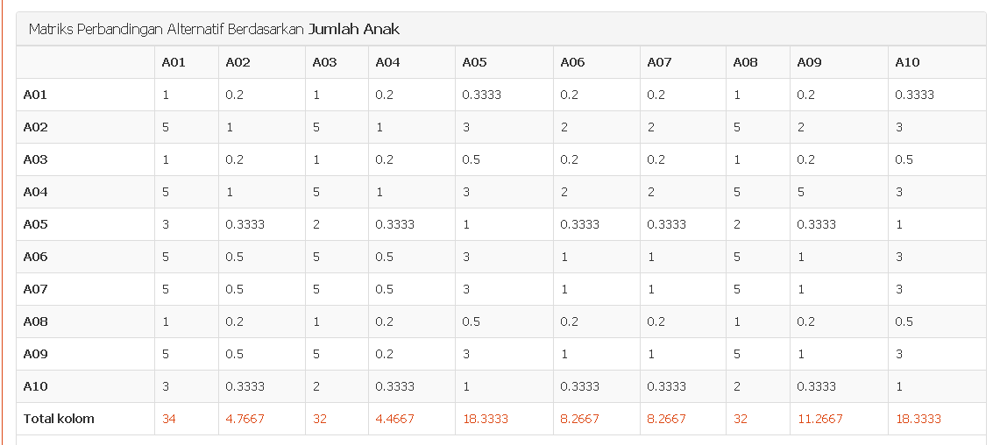 Matriks Perbandingan Alternatif Berdasarkan Jumlah Anak
A01 A02 A03 A04 A05 A06 A07 A08 A09 A10
A01 1 0.2 1 0.2 0.3333 0.2 0.2 1 0.2 0.3333
A02 5 1 5 1 3 2 2 5 2 3
A03 1 0.2 1 0.2 0.5 0.2 0.2 1 0.2 0.5
A04 5 1 5 1 3 2 2 5 5 3
A05 3 0.3333 2 0.3333 1 0.3333 0.3333 2 0.3333 1
A06 5 0.5 5 0.5 3 1 1 5 1 3
A07 5 0.5 5 0.5 3 1 1 5 1 3
A08 1 0.2 1 0.2 0.5 0.2 0.2 1 0.2 0.5
A09 5 0.5 5 0.2 3 1 1 5 1 3
A10 3 0.3333 2 0.3333 1 0.3333 0.3333 2 0.3333 1
Total kolom 34 4.7667 32 4.4667 18.3333 8.2667 8.2667 32 11.2667 18.3333